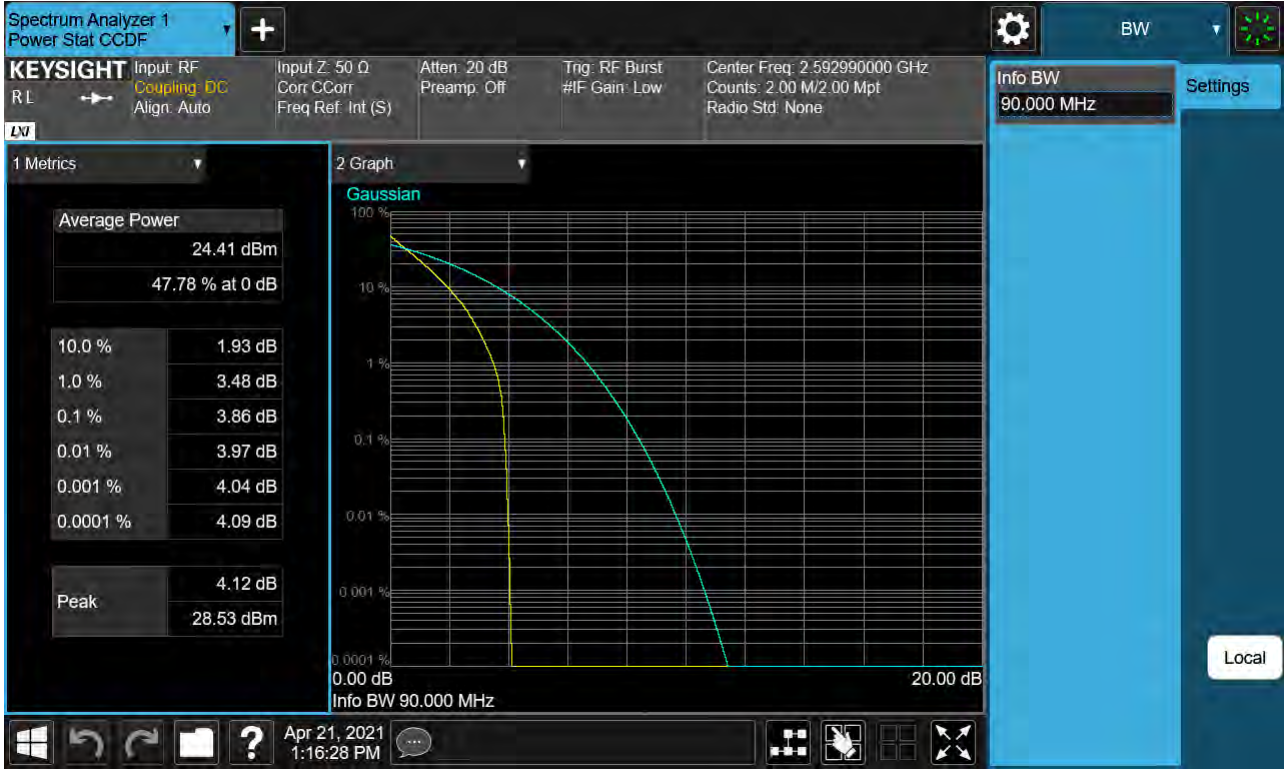 Spectrum Analyzer 1
Power Stat CCDF
+
BW
KEYSIGHT
RL
LXI
Input: RF
Coupling: DC
Align: Auto
Input Z: 50 Ω
Corr CCorr
Freq Ref: Int (S)
Atten: 20 dB
Preamp: Off
Trig: RF Burst
#IF Gain: Low
Center Freq: 2.592990000 GHz
Counts: 2.00 M/2.00 Mpt
Radio Std: None
Info BW
90.000 MHz
Settings
1 Metrics
Average Power
24.41 dBm
47.78 % at 0 dB
10.0 % 1.93 dB
1.0 % 3.48 dB
0.1 % 3.86 dB
0.01 % 3.97 dB
0.001 % 4.04 dB
0.0001 % 4.09 dB
Peak
4.12 dB
28.53 dBm
2 Graph
Gaussian
100 %
10 %
1 %
0.1 %
0.01 %
0.001 %
0.0001 %
0.00 dB 20.00 dB
Info BW 90.000 MHz
Local
?
Apr 21, 2021
1:16:28 PM